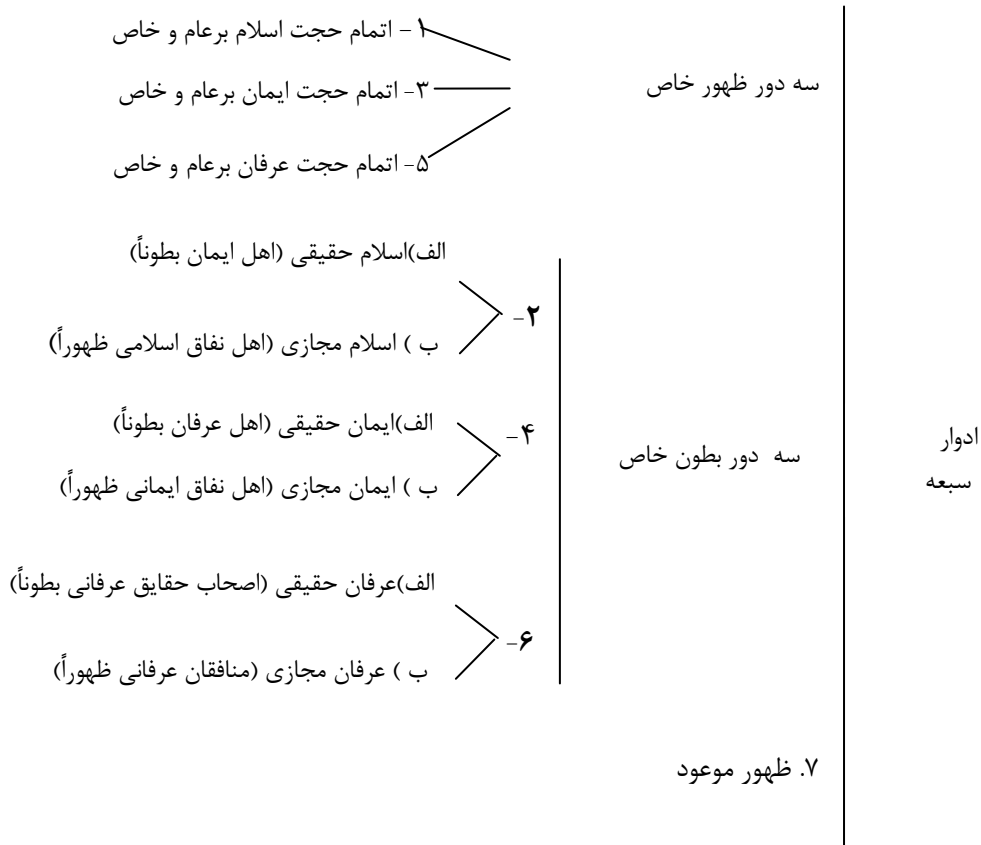 ادوار
سبعه
سه دور ظهور خاص
۱ - اتمام حجت اسلام برعام و خاص
۳- اتمام حجت ایمان برعام و خاص
۵- اتمام حجت عرفان برعام و خاص
سه دور بطون خاص
۲-
الف)اسلام حقیقی (اهل ایمان بطوناً)
ب ) اسلام مجازی (اهل نفاق اسلامی ظهوراً)
۴-
الف)ایمان حقیقی (اهل عرفان بطوناً)
ب ) ایمان مجازی (اهل نفاق ایمانی ظهوراً)
۶-
الف)عرفان حقیقی (اصحاب حقایق عرفانی بطوناً)
ب ) عرفان مجازی (منافقان عرفانی ظهوراً)
۷. ظهور موعود